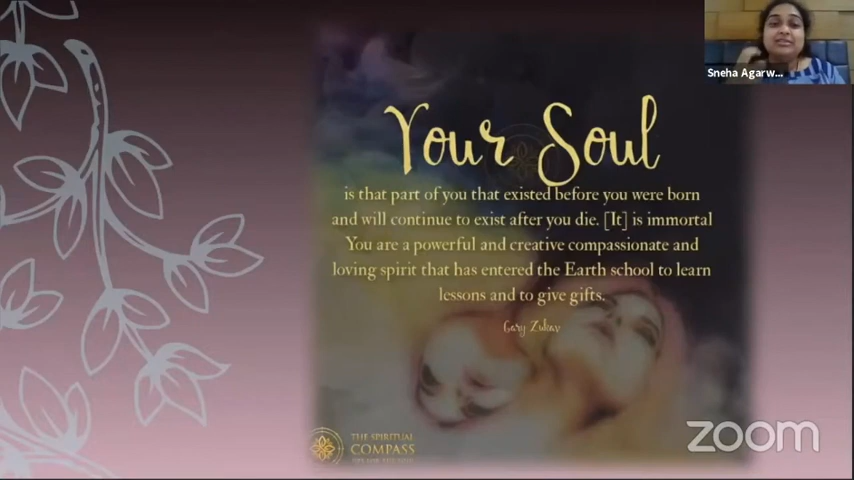 Sneha Agarw...
Your Soul
is that part of you that existed before you were born
and will continue to exist after you die. [It] is immortal
You are a powerful and creative compassionate and
loving spirit that has entered the Earth school to learn
lessons and to give gifts.
Gary Zukav
THE SPIRITUAL
COMPASS
zoom